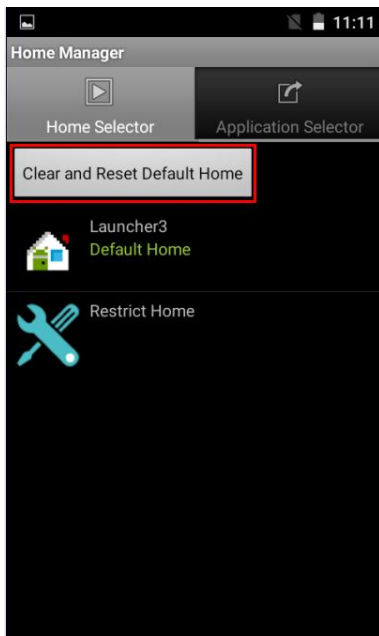 11:11
Home Manager
Home Selector
Application Selector
Clear and Reset Default Home
Launcher3
Default Home
Restrict Home